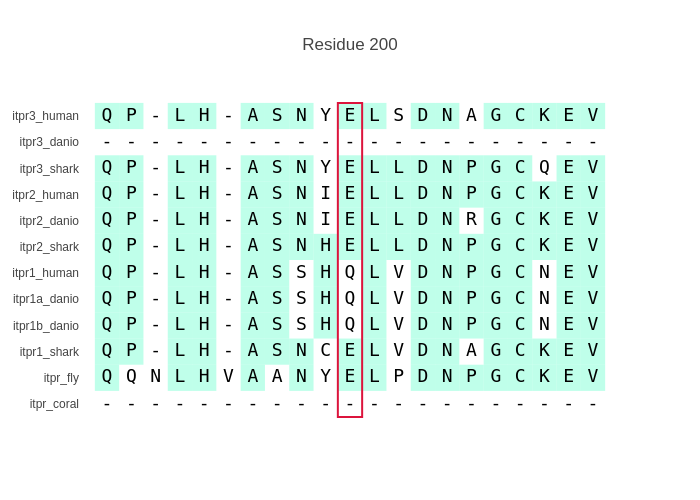 Residue 200
itpr3_human Q P - L H - A S N Y E L S D N A G C K E V
itpr3_danio - - - - - - - - - - - - - - - - - - - - -
itpr3_shark Q P - L H - A S N Y E L L D N P G C Q E V
itpr2_human Q P - L H - A S N I E L L D N P G C K E V
itpr2_danio Q P - L H - A S N I E L L D N R G C K E V
itpr2_shark Q P - L H - A S N H E L L D N P G C K E V
itpr1_human Q P - L H - A S S H Q L V D N P G C N E V
itpr1a_danio Q P - L H - A S S H Q L V D N P G C N E V
itpr1b_danio Q P - L H - A S S H Q L V D N P G C N E V
itpr1_shark Q P - L H - A S N C E L V D N A G C K E V
itpr_fly Q Q N L H V A A N Y E L P D N P G C K E V
itpr_coral - - - - - - - - - - - - - - - - - - - - -